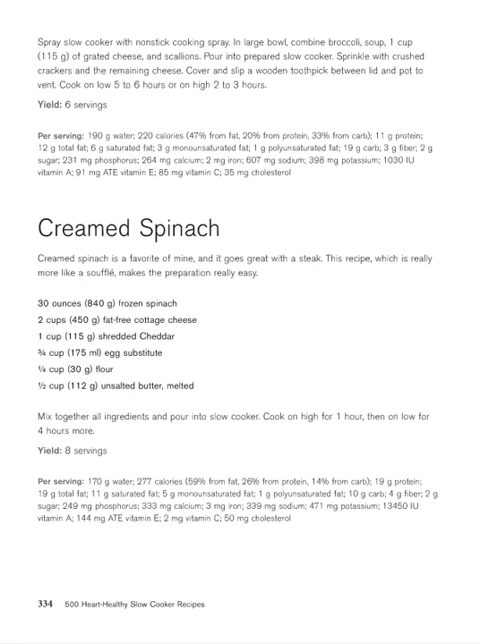 Spray slow cooker with nonstick cooking spray. In large bowl, combine broccoli, soup, 1 cup
(115 g) of grated cheese, and scallions. Pour into prepared slow cooker. Sprinkle with crushed
crackers and the remaining cheese. Cover and slip a wooden toothpick between lid and pot to
vent. Cook on low 5 to 6 hours or on high 2 to 3 hours.
Yield: 6 servings
Per serving: 190 g water; 220 calories (47% from fat, 20% from protein, 33% from carb); 11 g protein;
12 g total fat; 6 g saturated fat; 3 g monounsaturated fat; 1 g polyunsaturated fat; 19 g carb; 3 g fiber; 2 g
sugar; 231 mg phosphorus; 264 mg calcium; 2 mg iron; 607 mg sodium; 398 mg potassium; 1030 IU
vitamin A; 91 mg ATE vitamin E; 85 mg vitamin C; 35 mg cholesterol
Creamed Spinach
Creamed spinach is a favorite of mine, and it goes great with a steak. This recipe, which is really
more like a soufflé, makes the preparation really easy.
30 ounces (840 g) frozen spinach
2 cups (450 g) fat-free cottage cheese
1 cup (115 g) shredded Cheddar
¾ cup (175 ml) egg substitute
¼ cup (30 g) flour
½ cup (112 g) unsalted butter, melted
Mix together all ingredients and pour into slow cooker. Cook on high for 1 hour, then on low for
4 hours more.
Yield: 8 servings
Per serving: 170 g water; 277 calories (59% from fat, 26% from protein, 14% from carb); 19 g protein;
19 g total fat; 11 g saturated fat; 5 g monounsaturated fat; 1 g polyunsaturated fat; 10 g carb; 4 g fiber; 2 g
sugar; 249 mg phosphorus; 333 mg calcium; 3 mg iron; 339 mg sodium; 471 mg potassium; 13450 IU
vitamin A; 144 mg ATE vitamin E; 2 mg vitamin C; 50 mg cholesterol
334 500 Heart-Healthy Slow Cooker Recipes